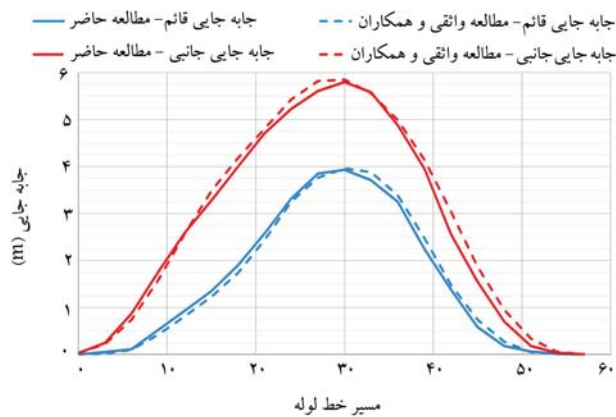 جابه جایی قائم- مطالعه حاضر
جابه جایی قائم- مطالعه واثقی و همکاران
جابه جایی جانبی - مطالعه حاضر
جابه جایی جانبی - مطالعه واثقی و همکاران
۶
۵
۴
۳
۲
۱
۰
جابه جایی (m)
۰ ۱۰ ۲۰ ۳۰ ۴۰ ۵۰ ۶۰
مسیر خط لوله